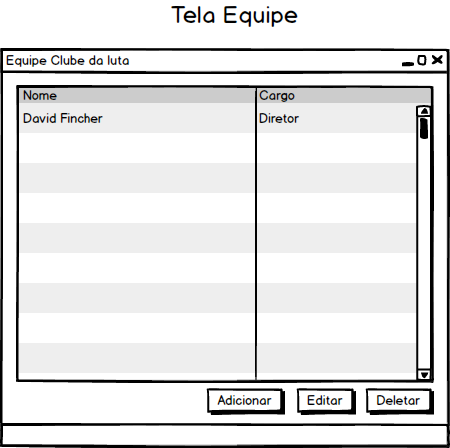 Tela Equipe
Equipe Clube da luta
Nome Cargo
David Fincher Diretor
Adicionar Editar Deletar